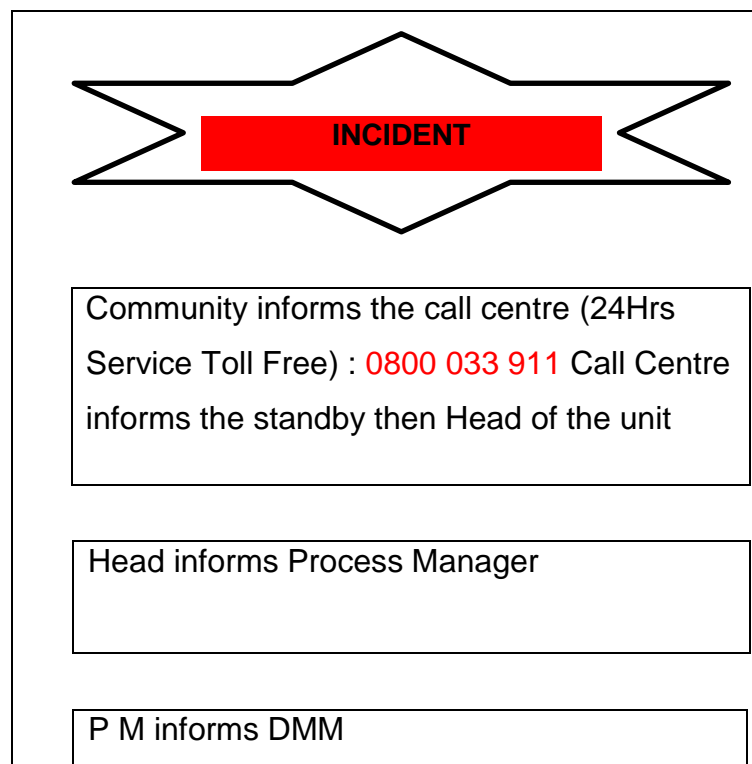 INCIDENT
Community informs the call centre (24Hrs
Service Toll Free) : 0800 033 911 Call Centre
informs the standby then Head of the unit
Head informs Process Manager
P M informs DMM